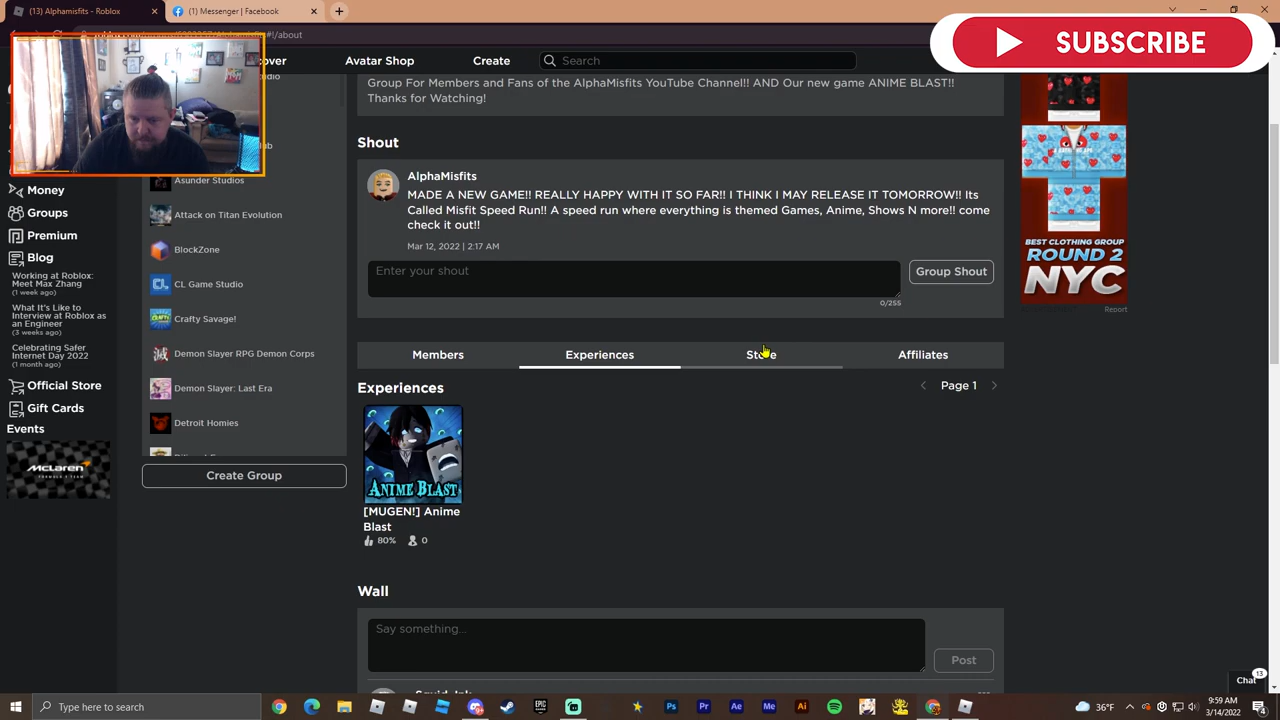 (13) Alphamisfits - Roblox
(13) Facebook
SUBSCRIBE
Avatar Shop
Create
Search
Group For Members and Fans of the AlphaMisfits YouTube Channel!! AND Our new game ANIME BLAST!!
Thanks for Watching!
Money
Groups
Premium
Blog
Working at Roblox:
Meet Max Zhang
(1 week ago)
What It's Like to
Interview at Roblox as
an Engineer
(3 weeks ago)
Celebrating Safer
Internet Day 2022
(1 month ago)
Official Store
Gift Cards
Events
McLaren
FORMULA 1 TEAM
Asunder Studios
Attack on Titan Evolution
BlockZone
CL Game Studio
Crafty Savage!
Demon Slayer RPG Demon Corps
Demon Slayer: Last Era
Detroit Homies
Create Group
Shout
AlphaMisfits
MADE A NEW GAME!! REALLY HAPPY WITH IT SO FAR!! I THINK I MAY RELEASE IT TOMORROW!! Its
Called Misfit Speed Run!! A speed run where everything is themed Games, Anime, Shows N more!! come
check it out!!
Mar 12, 2022 | 2:17 AM
Enter your shout
Group Shout
0/255
Members
Experiences
Store
Affiliates
Experiences
Page 1
ANIME BLAST
[MUGEN!] Anime
Blast
80%
0
Wall
Say something...
Post
BEST CLOTHING GROUP
ROUND 2
NYC
Report
Chat
13
Type here to search
36°F
9:59 AM
3/14/2022
4